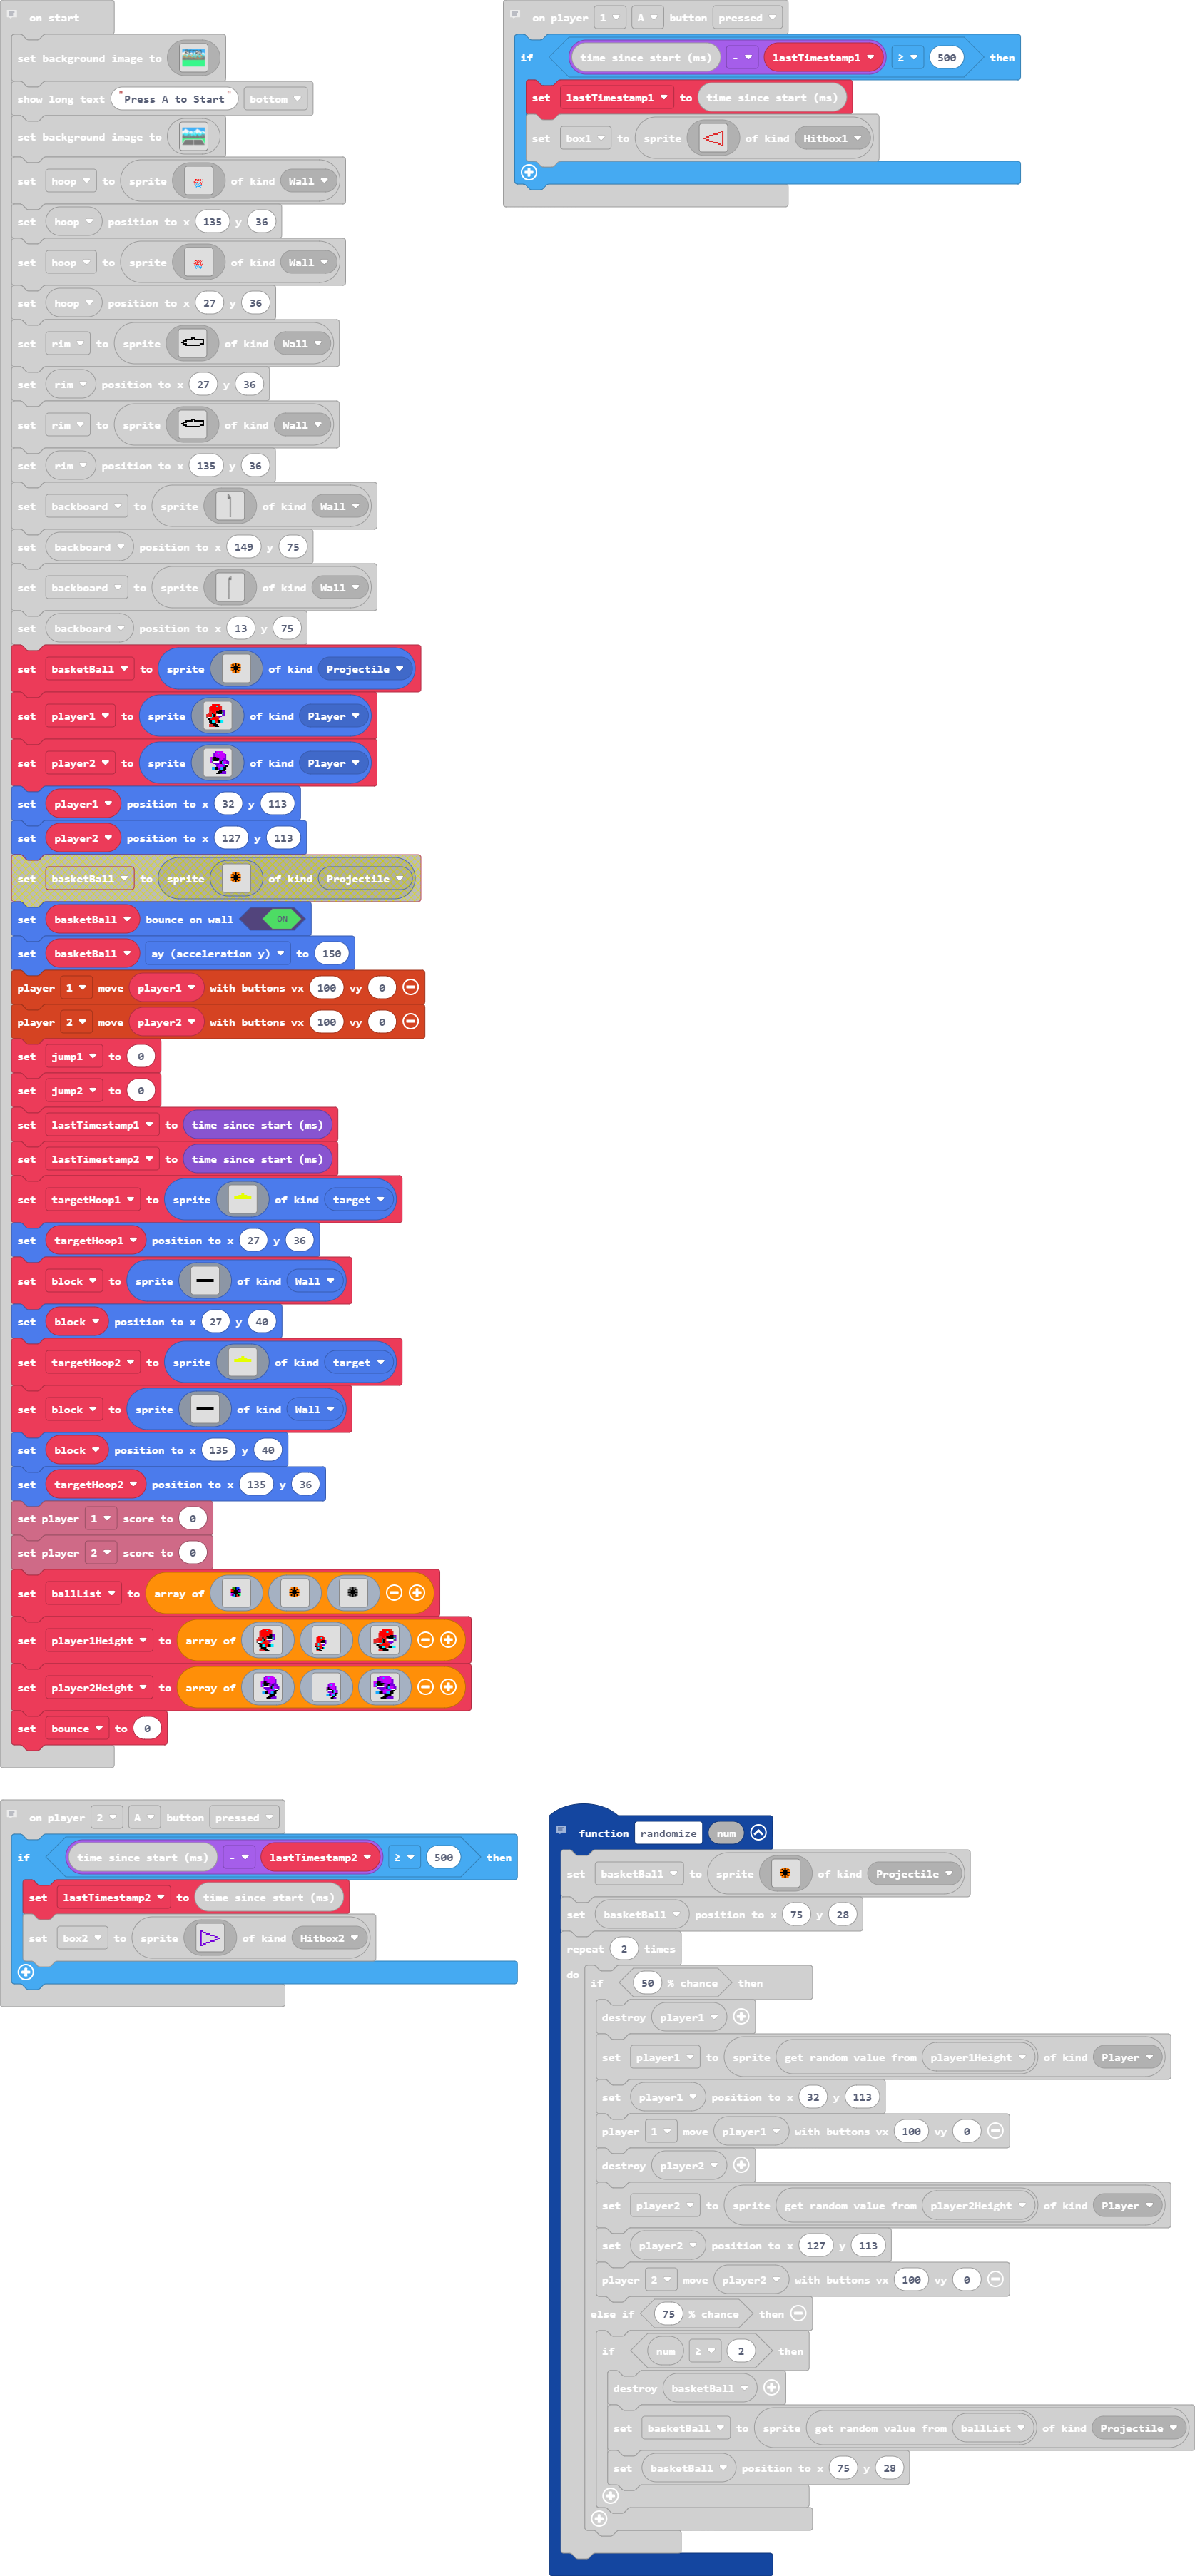 on start
set background image to
show long text "Press A to Start" bottom
set background image to
set hoop to sprite of kind Wall
set hoop position to x 135 y 36
set hoop to sprite of kind Wall
set hoop position to x 27 y 36
set rim to sprite of kind Wall
set rim position to x 27 y 36
set rim to sprite of kind Wall
set rim position to x 135 y 36
set backboard to sprite of kind Wall
set backboard position to x 149 y 75
set backboard to sprite of kind Wall
set backboard position to x 13 y 75
set basketBall to sprite of kind Projectile
set player1 to sprite of kind Player
set player2 to sprite of kind Player
set player1 position to x 32 y 113
set player2 position to x 127 y 113
set basketBall to sprite of kind Projectile
set basketBall bounce on wall ON
set basketBall ay (acceleration y) to 150
player 1 move player1 with buttons vx 100 vy 0
player 2 move player2 with buttons vx 100 vy 0
set jump1 to 0
set jump2 to 0
set lastTimestamp1 to time since start (ms)
set lastTimestamp2 to time since start (ms)
set targetHoop1 to sprite of kind target
set targetHoop1 position to x 27 y 36
set block to sprite of kind Wall
set block position to x 27 y 40
set targetHoop2 to sprite of kind target
set block to sprite of kind Wall
set block position to x 135 y 40
set targetHoop2 position to x 135 y 36
set player 1 score to 0
set player 2 score to 0
set ballList to array of
set player1Height to array of
set player2Height to array of
set bounce to 0
on player 1 A button pressed
if time since start (ms) - lastTimestamp1 ≥ 500 then
set lastTimestamp1 to time since start (ms)
set box1 to sprite of kind Hitbox1
on player 2 A button pressed
if time since start (ms) - lastTimestamp2 ≥ 500 then
set lastTimestamp2 to time since start (ms)
set box2 to sprite of kind Hitbox2
function randomize num
set basketBall to sprite of kind Projectile
set basketBall position to x 75 y 28
repeat 2 times
do if 50 % chance then
destroy player1
set player1 to sprite get random value from player1Height of kind Player
set player1 position to x 32 y 113
player 1 move player1 with buttons vx 100 vy 0
destroy player2
set player2 to sprite get random value from player2Height of kind Player
set player2 position to x 127 y 113
player 2 move player2 with buttons vx 100 vy 0
else if 75 % chance then
if num ≥ 2 then
destroy basketBall
set basketBall to sprite get random value from ballList of kind Projectile
set basketBall position to x 75 y 28